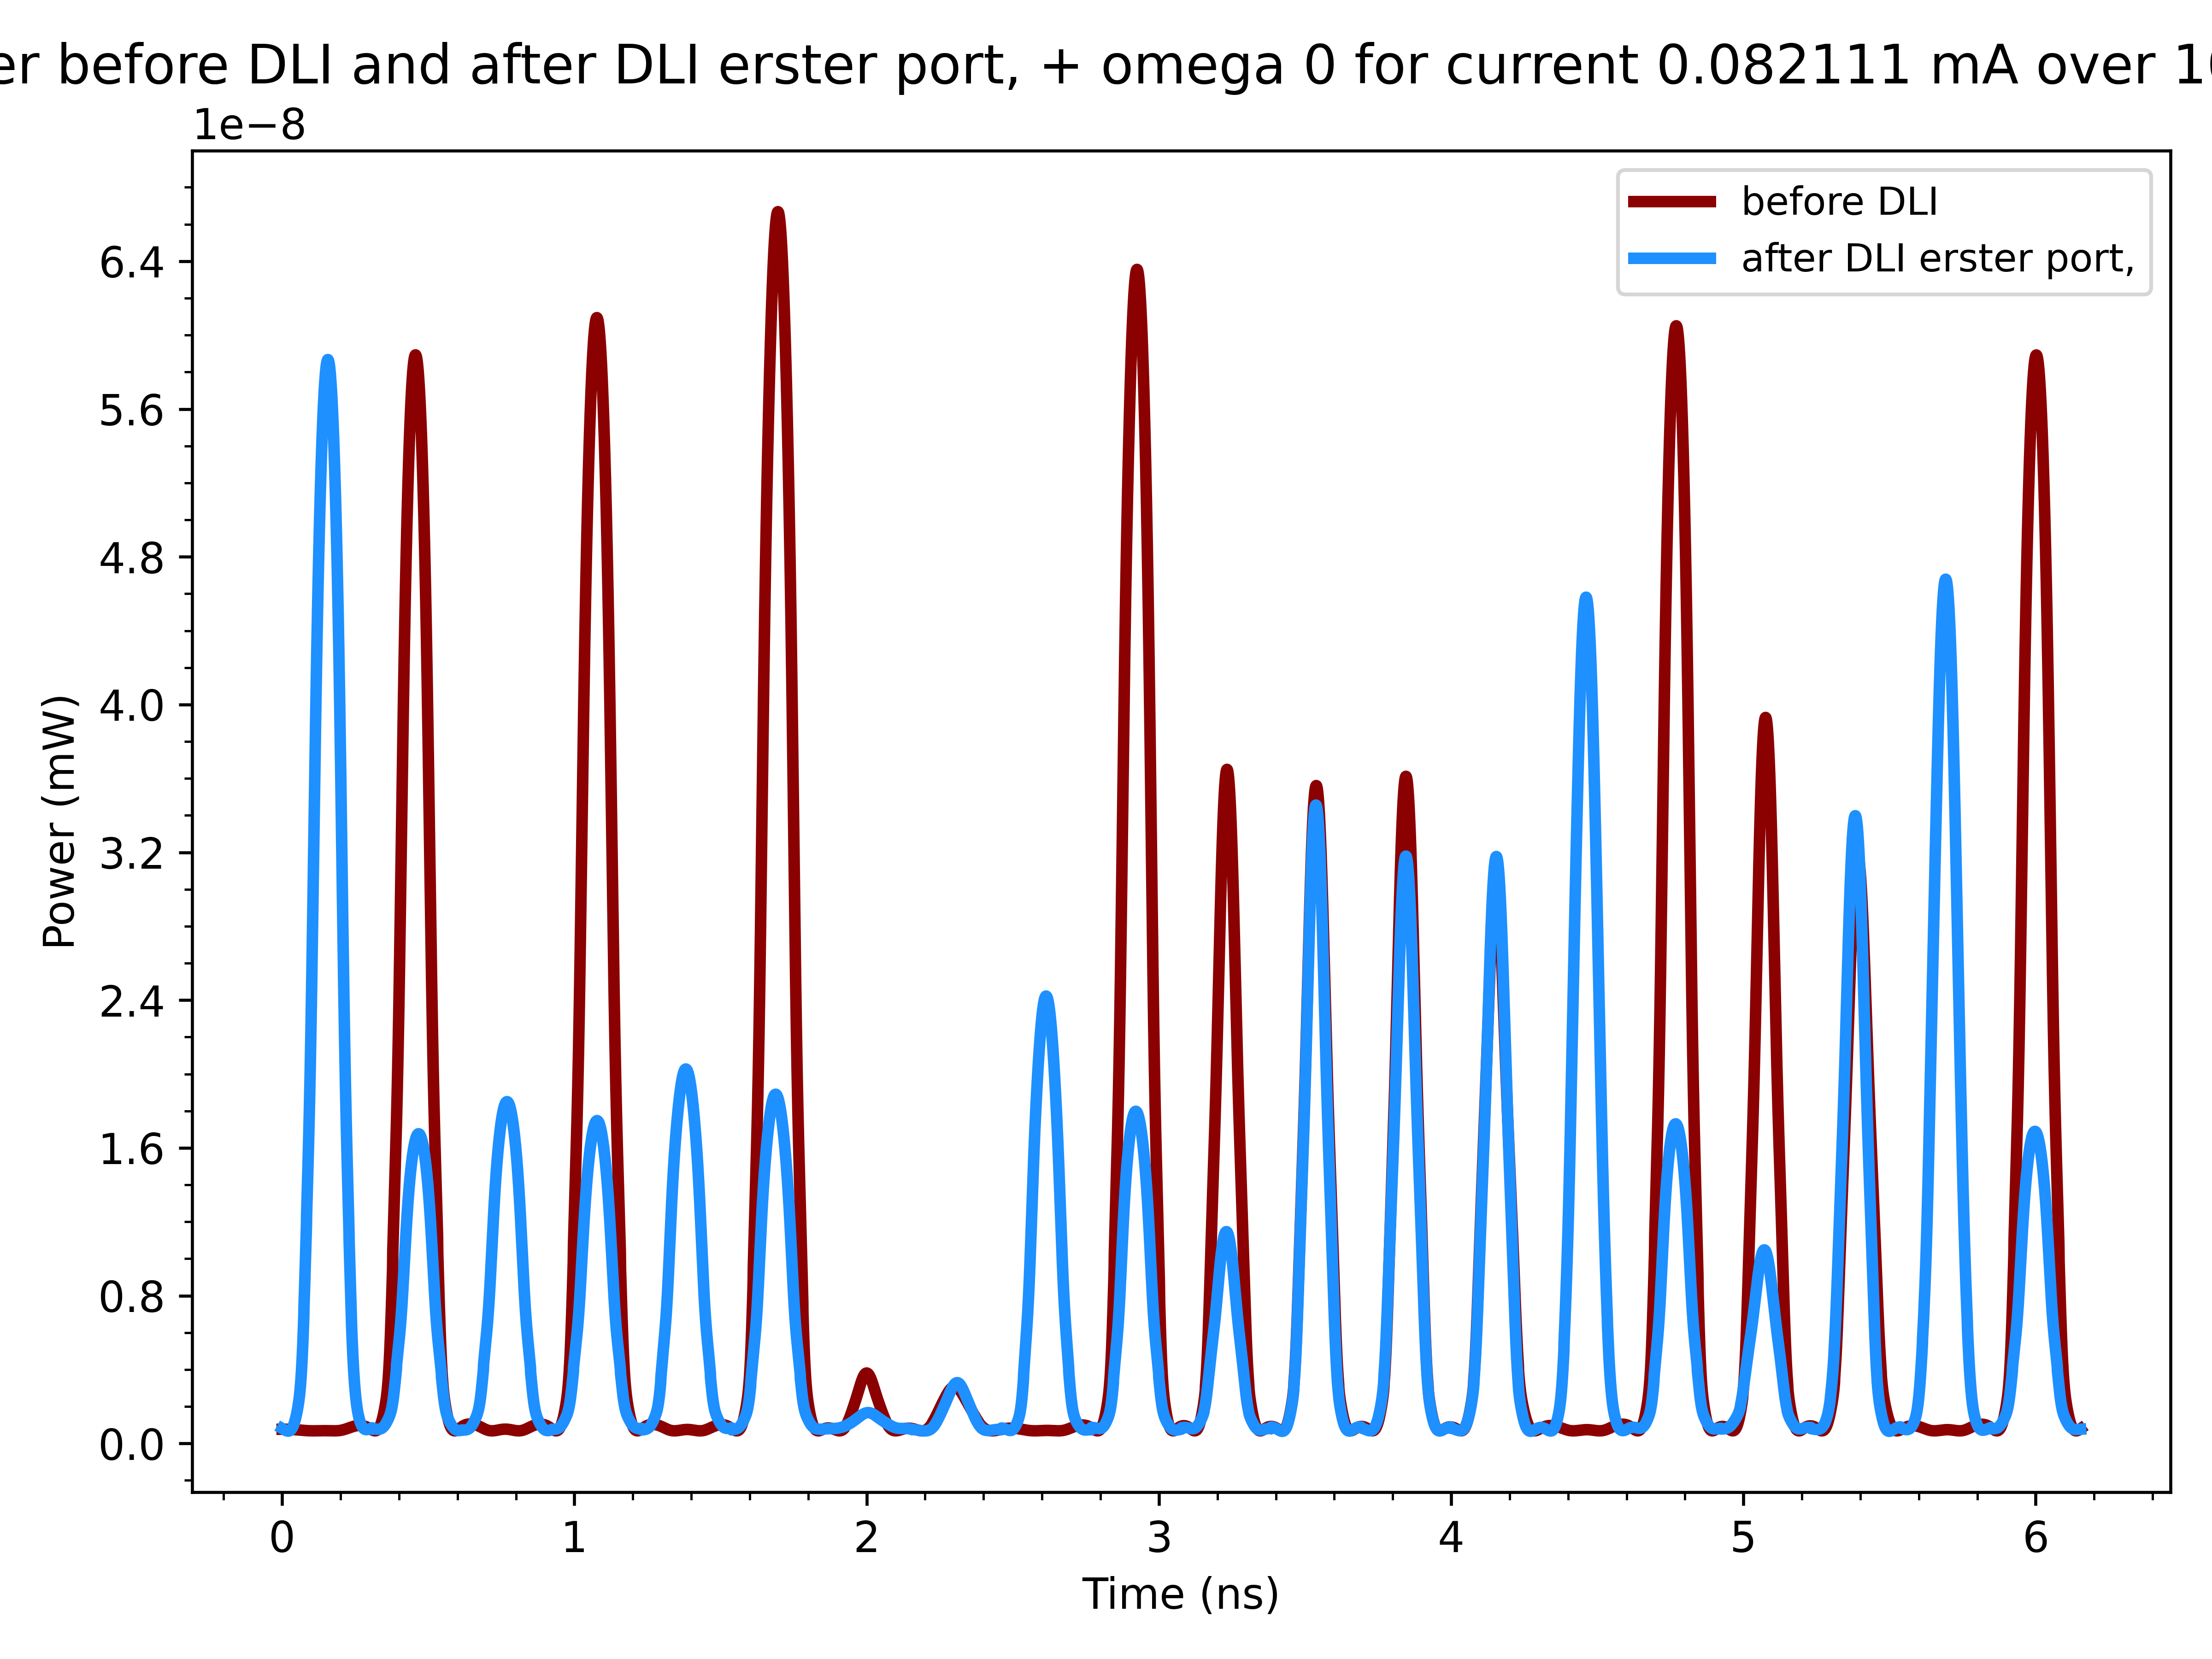 er before DLI and after DLI erster port, + omega 0 for current 0.082111 mA over 1
1e−8
before DLI
after DLI erster port,
6.4
5.6
4.8
4.0
3.2
2.4
1.6
0.8
0.0
Power (mW)
0 1 2 3 4 5 6
Time (ns)